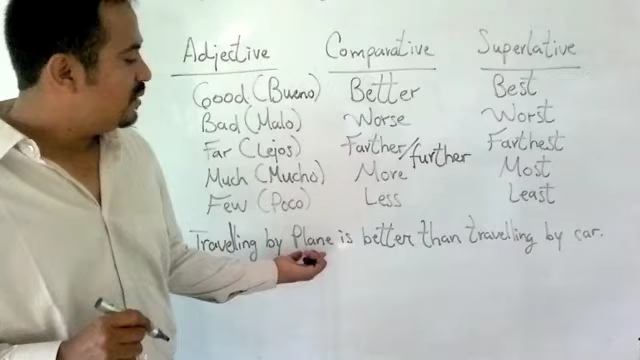 Adjective Comparative Superlative
Good (Bueno) Better Best
Bad (Malo) Worse Worst
Far (Lejos) Farther/further Farthest
Much (Mucho) More Most
Few (Poco) Less Least
Travelling by Plane is better than travelling by car.